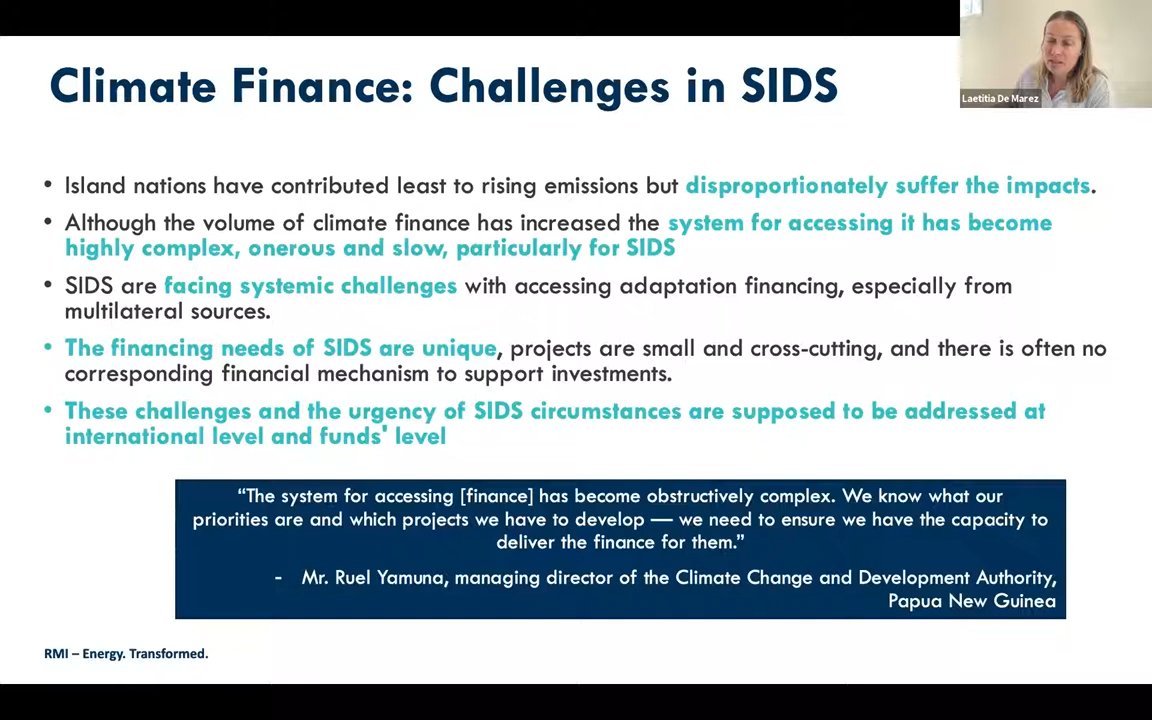 Climate Finance: Challenges in SIDS
Laetitia De Marez
• Island nations have contributed least to rising emissions but disproportionately suffer the impacts.
• Although the volume of climate finance has increased the system for accessing it has become
highly complex, onerous and slow, particularly for SIDS
• SIDS are facing systemic challenges with accessing adaptation financing, especially from
multilateral sources.
• The financing needs of SIDS are unique, projects are small and cross-cutting, and there is often no
corresponding financial mechanism to support investments.
• These challenges and the urgency of SIDS circumstances are supposed to be addressed at
international level and funds' level
“The system for accessing [finance] has become obstructively complex. We know what our
priorities are and which projects we have to develop — we need to ensure we have the capacity to
deliver the finance for them.”
- Mr. Ruel Yamuna, managing director of the Climate Change and Development Authority,
Papua New Guinea
RMI – Energy. Transformed.